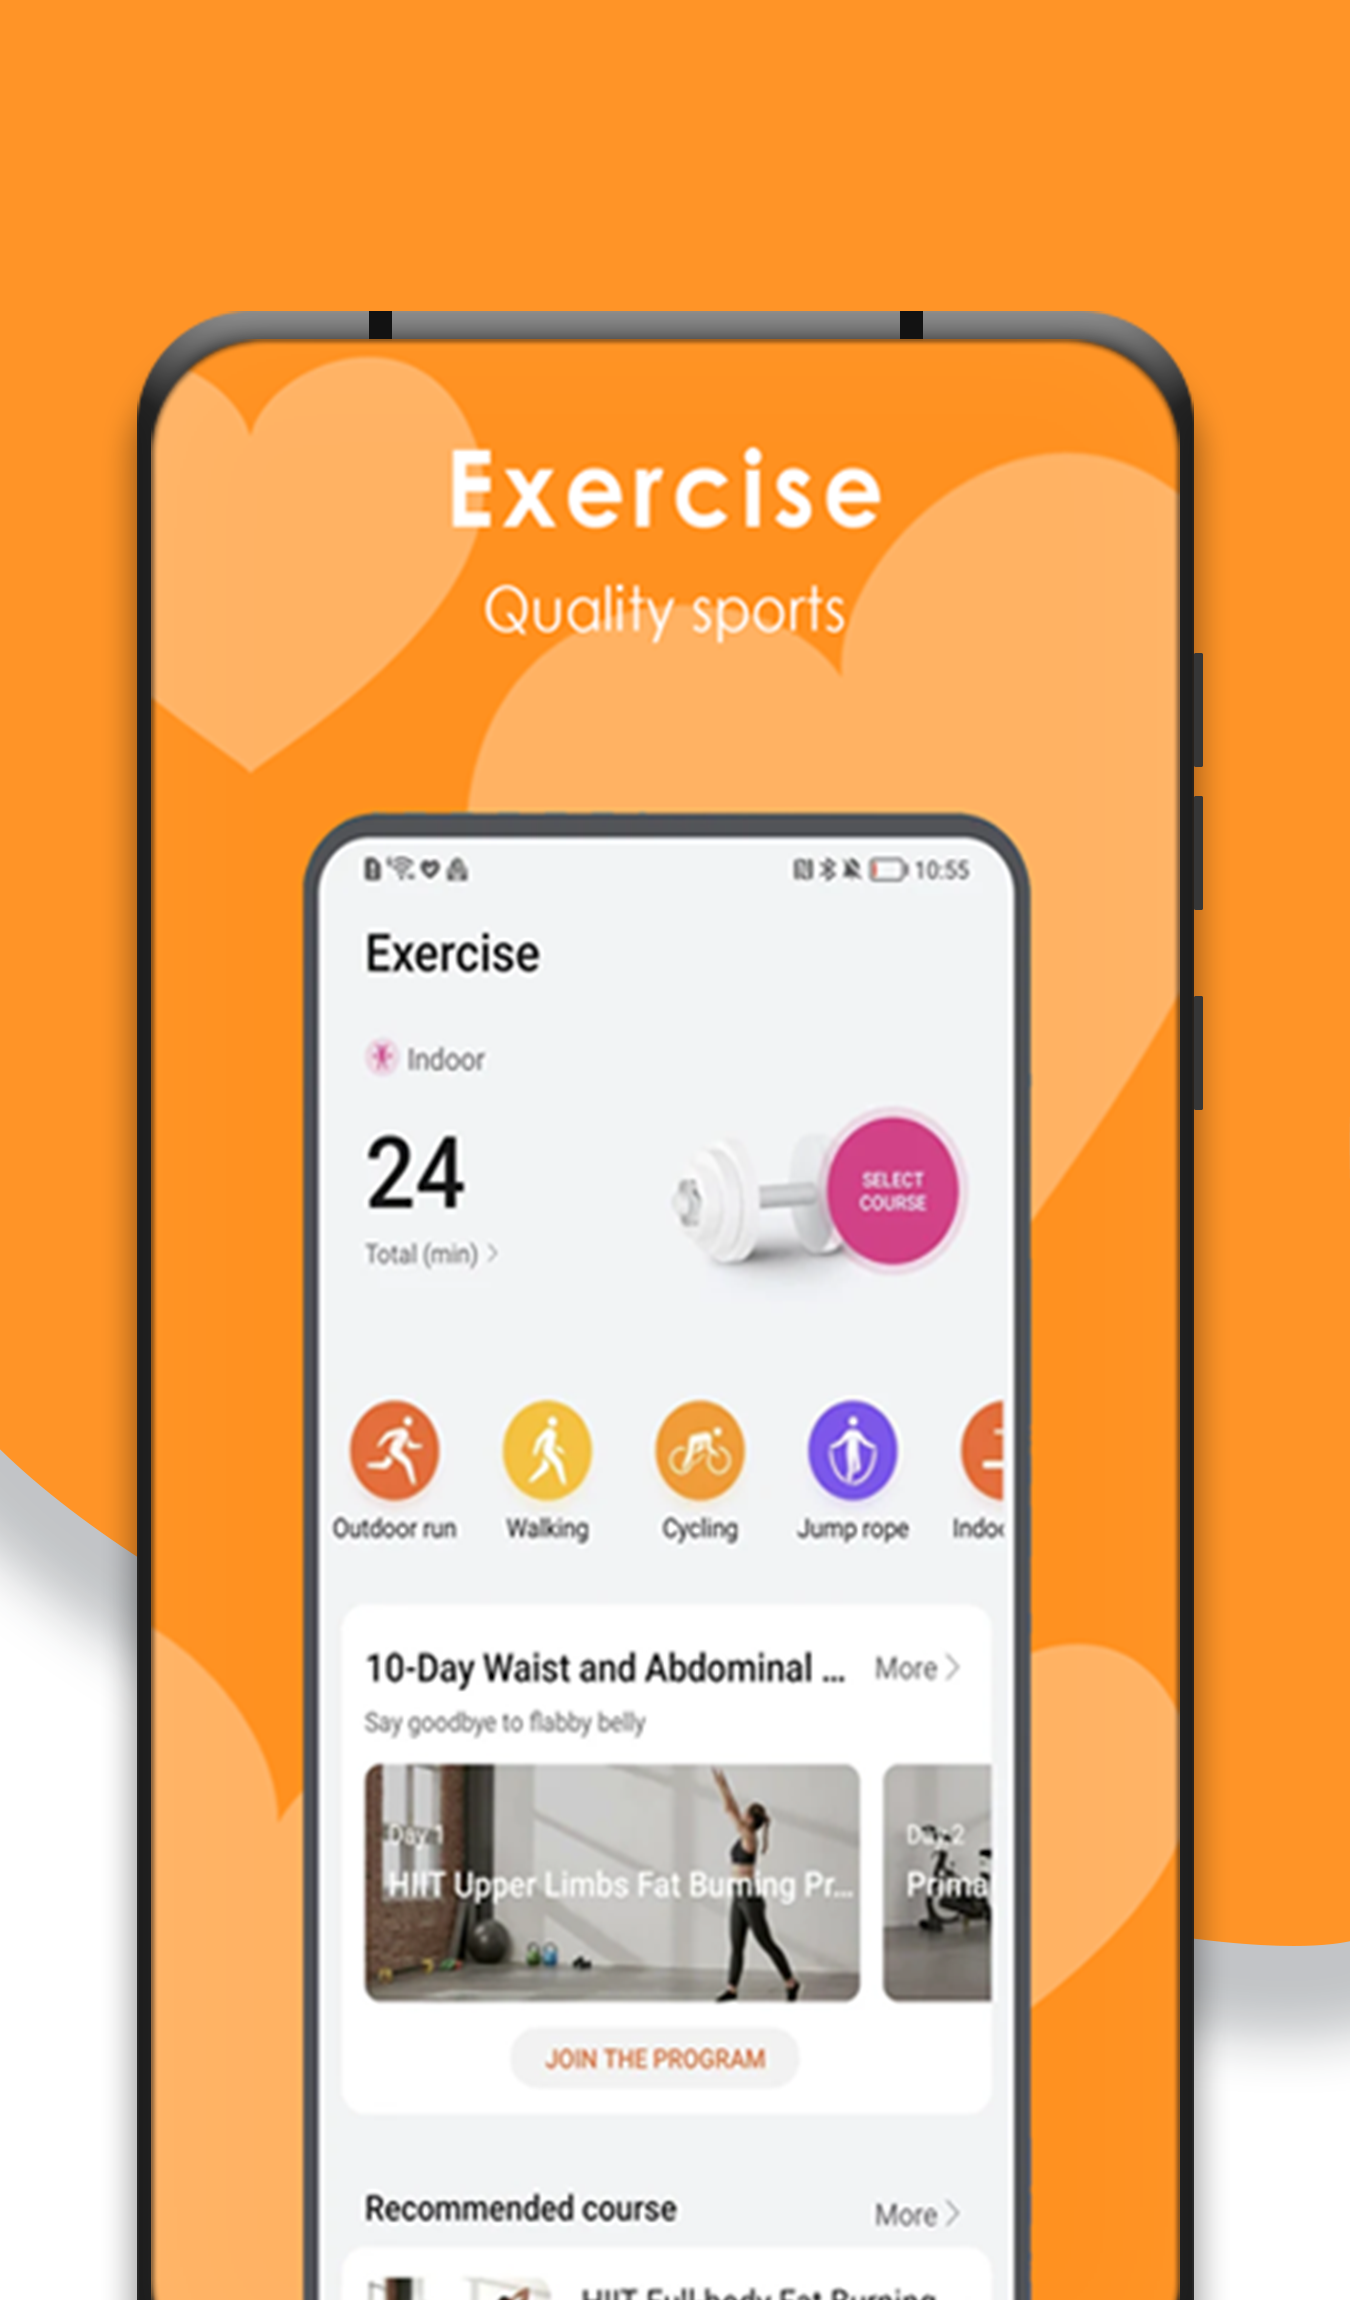 Exercise
Quality sports
10:55
Exercise
Indoor
24
Total (min)
SELECT
COURSE
Outdoor run
Walking
Cycling
Jump rope
10-Day Waist and Abdominal ...
More
Say goodbye to flabby belly
Day 1
HIIT Upper Limbs Fat Burning Pr...
Day 2
JOIN THE PROGRAM
Recommended course
More
HIIT Full-body Fat Burning